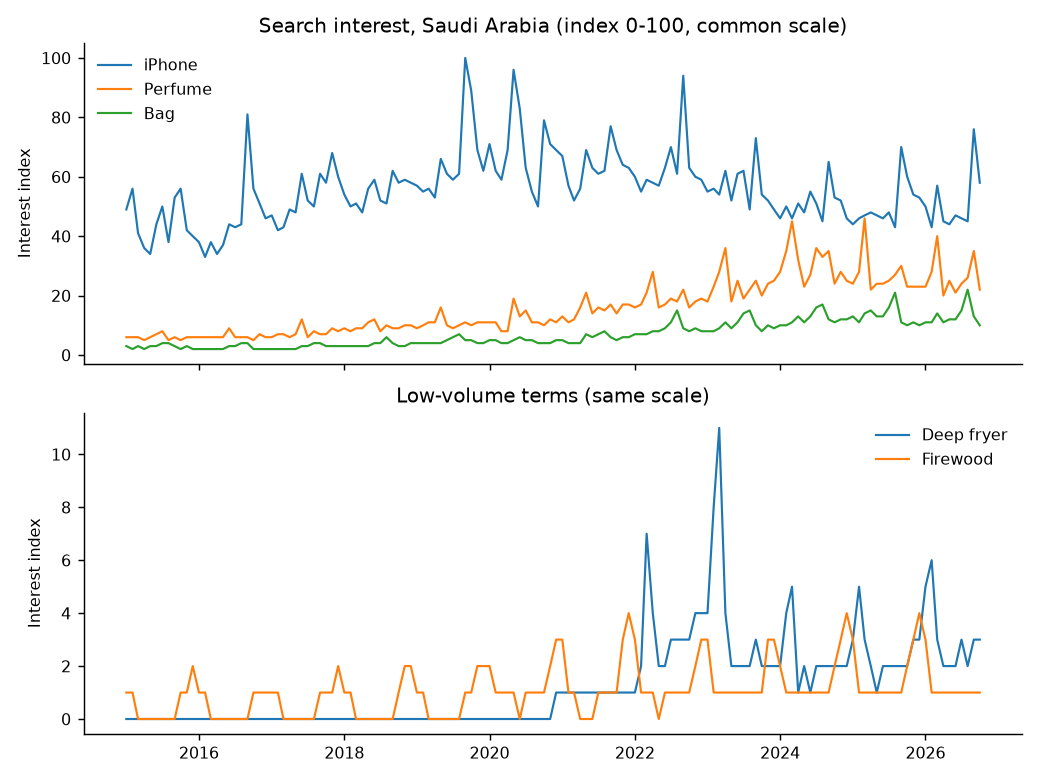 Search interest, Saudi Arabia (index 0-100, common scale)
100
80
60
40
20
0
Interest index
iPhone
Perfume
Bag
Low-volume terms (same scale)
10
8
6
4
2
0
Interest index
Deep fryer
Firewood
2016
2018
2020
2022
2024
2026